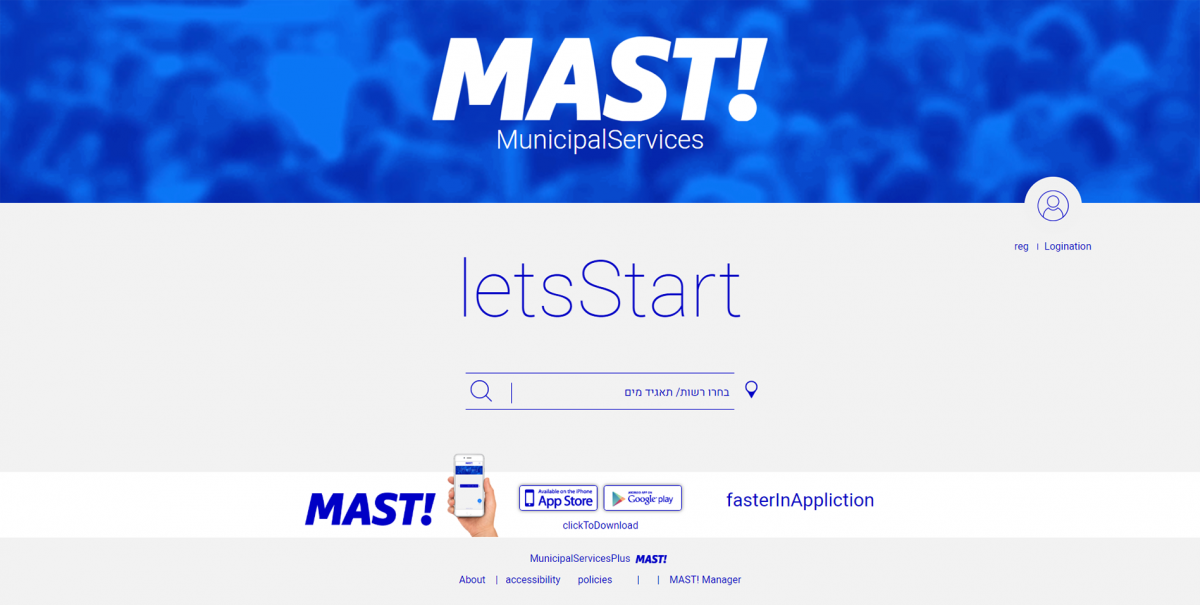 MAST!
MunicipalServices
reg | Logination
letsStart
בחרו רשות/ תאגיד מים
MAST!
Available on the iPhone
App Store
Google play
fasterInAppliction
clickToDownload
MunicipalServicesPlus MAST!
About | accessibility policies | | MAST! Manager